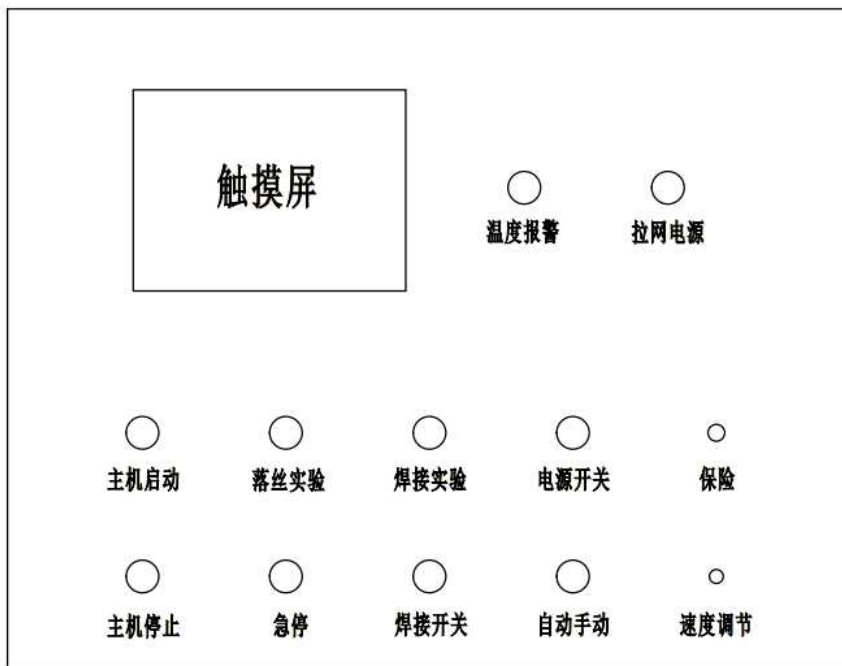 触摸屏
温度报警 拉网电源
主机启动 落丝实验 焊接实验 电源开关 保险
主机停止 急停 焊接开关 自动手动 速度调节